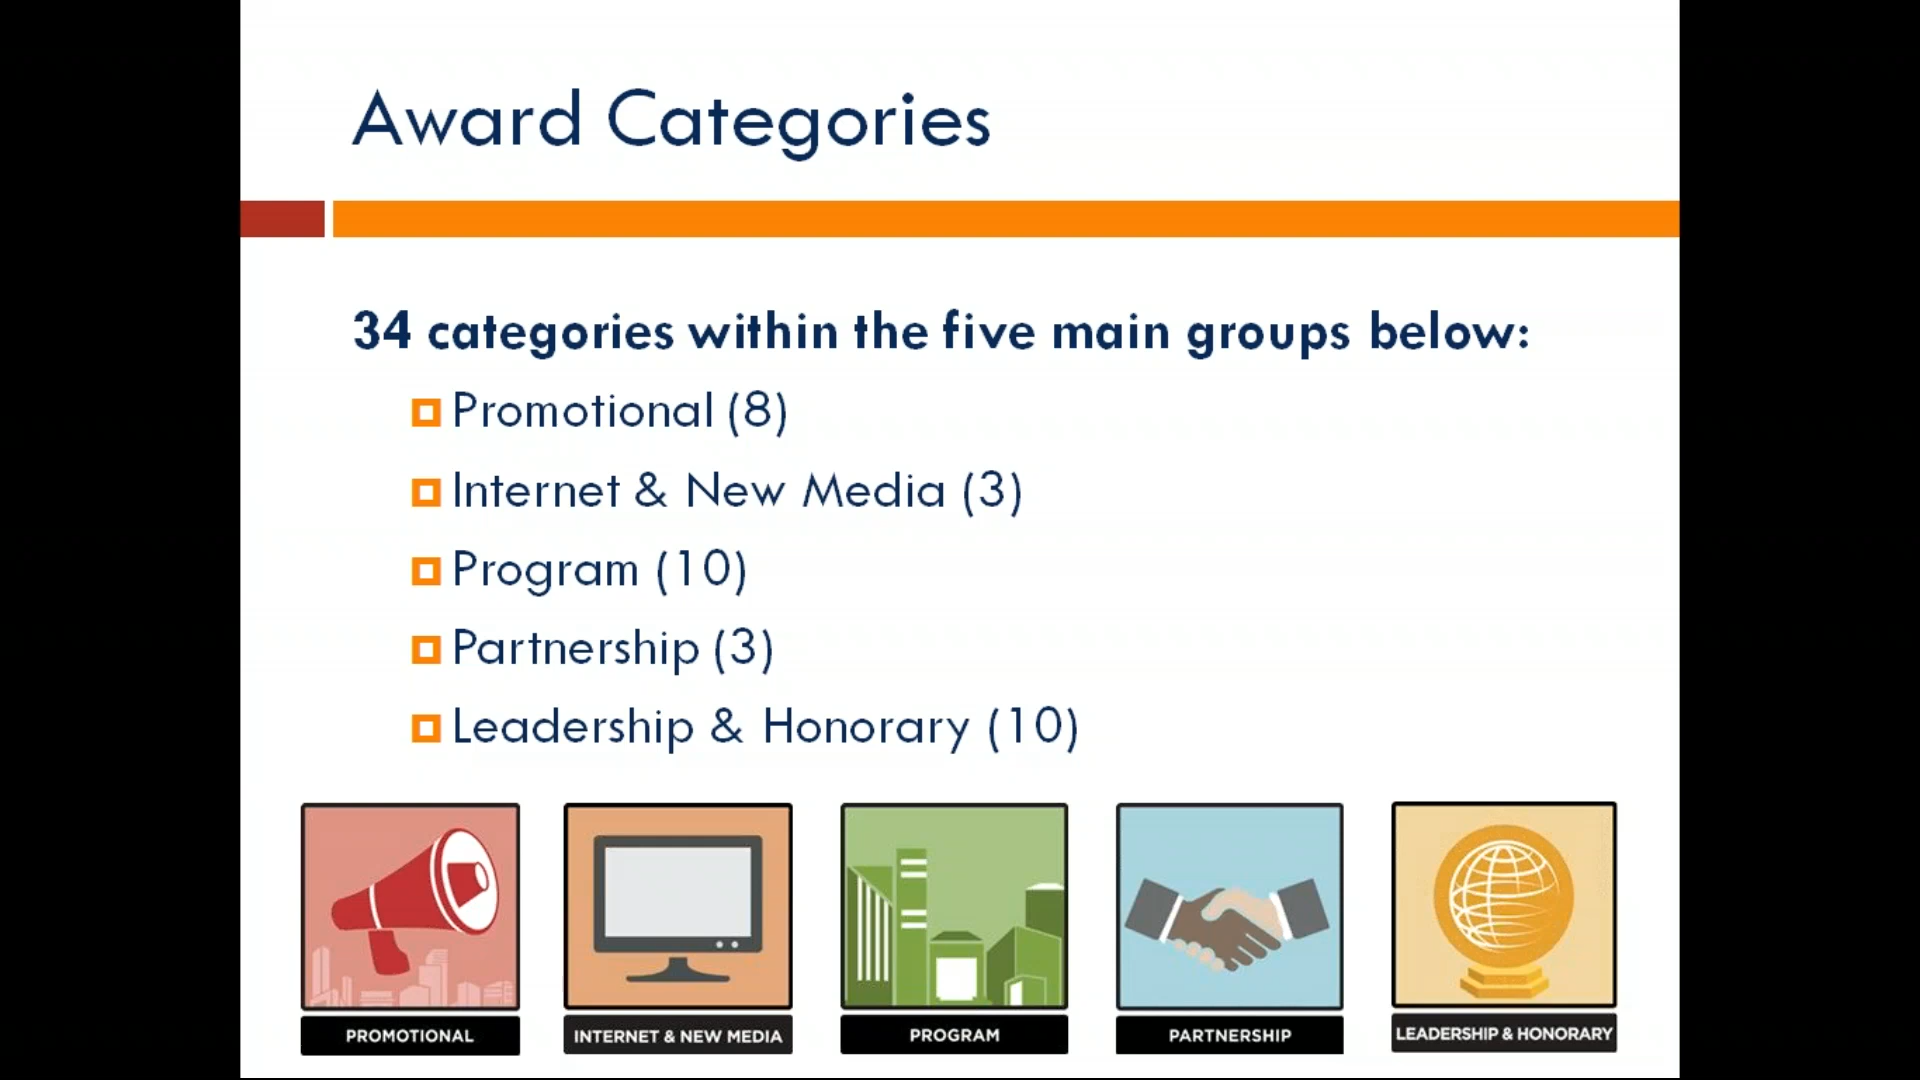 Award Categories
34 categories within the five main groups below:
Promotional (8)
Internet & New Media (3)
Program (10)
Partnership (3)
Leadership & Honorary (10)
PROMOTIONAL
INTERNET & NEW MEDIA
PROGRAM
PARTNERSHIP
LEADERSHIP & HONORARY